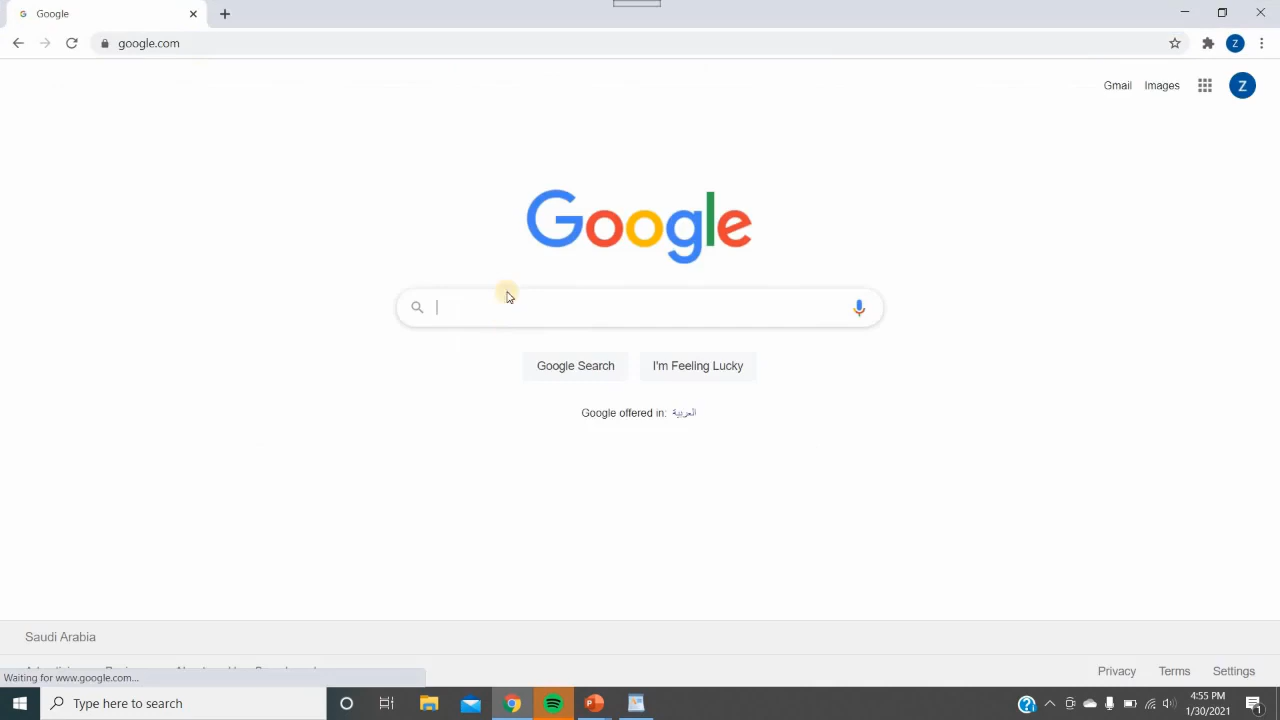 Google
google.com
Z
Gmail
Images
Z
Google
Google Search
I'm Feeling Lucky
Google offered in: العربية
Saudi Arabia
Privacy
Terms
Settings
Waiting for www.google.com...
Type here to search
4:55 PM
1/30/2021
1